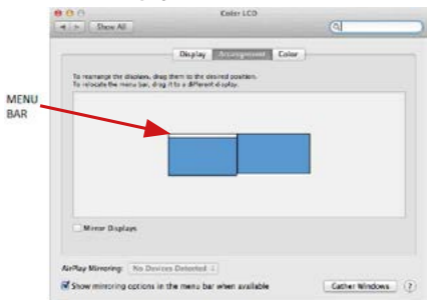 Color LCD
Show All
Display Arrangement Color
To rearrange the displays, drag them to the desired position.
To relocate the menu bar, drag it to a different display.
MENU
BAR
Mirror Displays
AirPlay Mirroring: No Devices Detected
Show mirroring options in the menu bar when available
Gather Windows ?